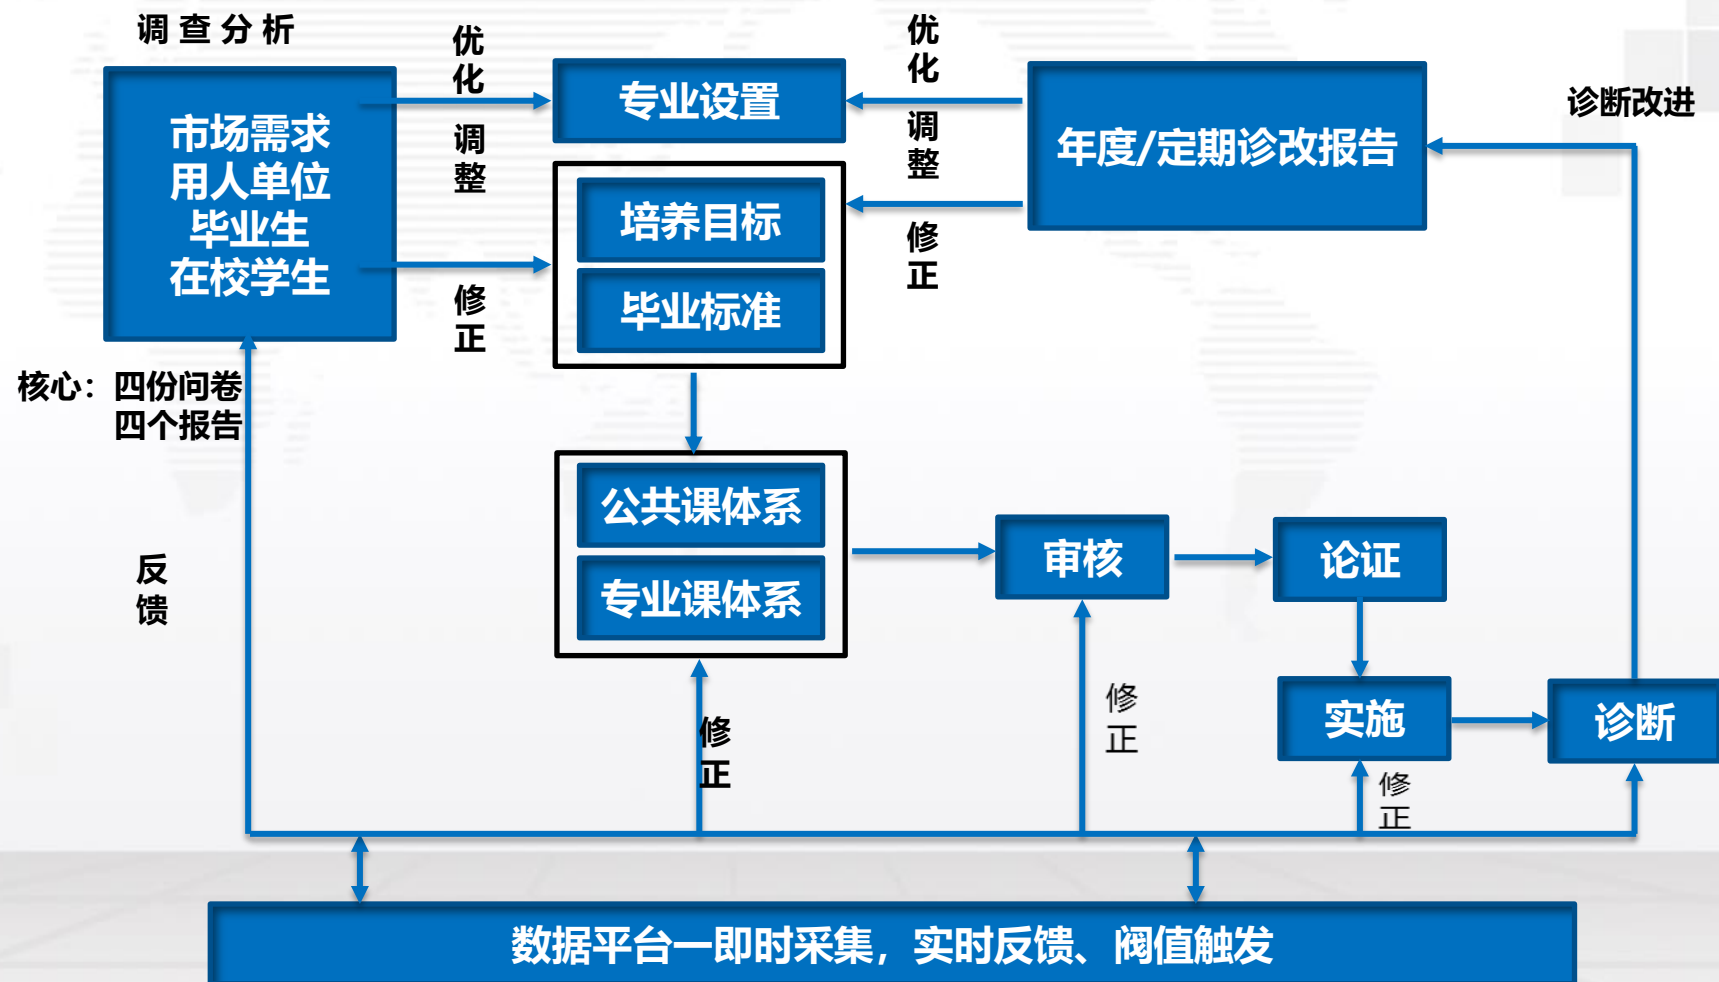 调查分析
市场需求
用人单位
毕业生
在校学生
核心：四份问卷
四个报告
反馈
优化
调整
修正
专业设置
培养目标
毕业标准
公共课体系
专业课体系
修正
优化
调整
修正
年度/定期诊改报告
诊断改进
审核
论证
实施
诊断
修正
修正
数据平台一即时采集，实时反馈、阀值触发